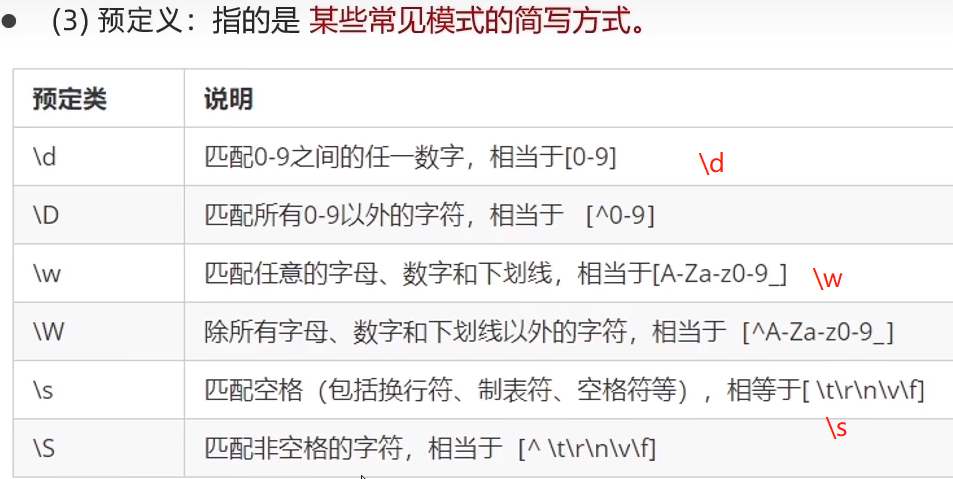 ● (3) 预定义：指的是 某些常见模式的简写方式。
预定类 说明
\d 匹配0-9之间的任一数字，相当于[0-9] \d
\D 匹配所有0-9以外的字符，相当于 [^0-9]
\w 匹配任意的字母、数字和下划线，相当于[A-Za-z0-9_] \w
\W 除所有字母、数字和下划线以外的字符，相当于 [^A-Za-z0-9_]
\s 匹配空格（包括换行符、制表符、空格符等），相等于[ \t\r\n\v\f]
\s
\S 匹配非空格的字符，相当于 [^ \t\r\n\v\f]